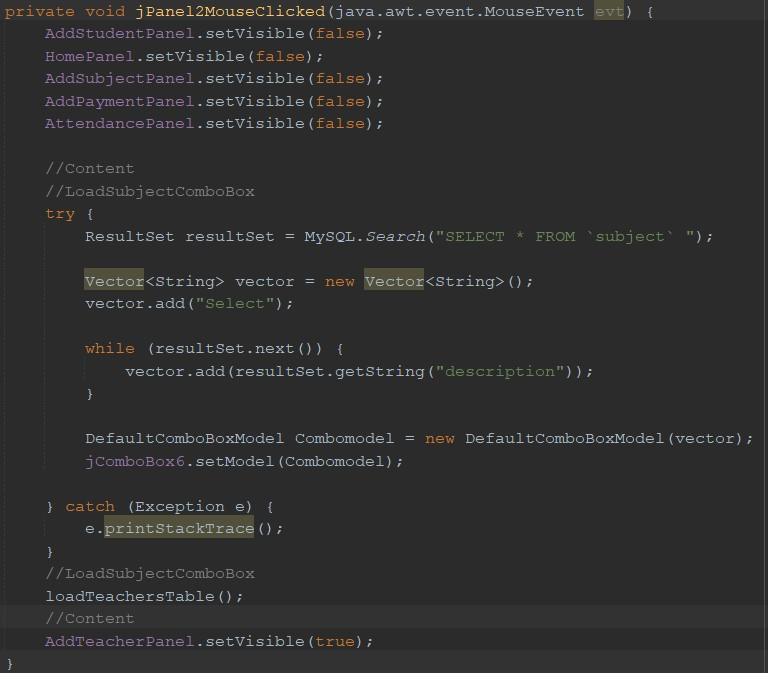 private void jPanel2MouseClicked(java.awt.event.MouseEvent evt) {
    AddStudentPanel.setVisible(false);
    HomePanel.setVisible(false);
    AddSubjectPanel.setVisible(false);
    AddPaymentPanel.setVisible(false);
    AttendancePanel.setVisible(false);

    //Content
    //LoadSubjectComboBox
    try {
        ResultSet resultSet = MySQL.Search("SELECT * FROM `subject` ");

        Vector<String> vector = new Vector<String>();
        vector.add("Select");

        while (resultSet.next()) {
            vector.add(resultSet.getString("description"));
        }

        DefaultComboBoxModel Combomodel = new DefaultComboBoxModel(vector);
        jComboBox6.setModel(Combomodel);

    } catch (Exception e) {
        e.printStackTrace();
    }
    //LoadSubjectComboBox
    loadTeachersTable();
    //Content
    AddTeacherPanel.setVisible(true);
}